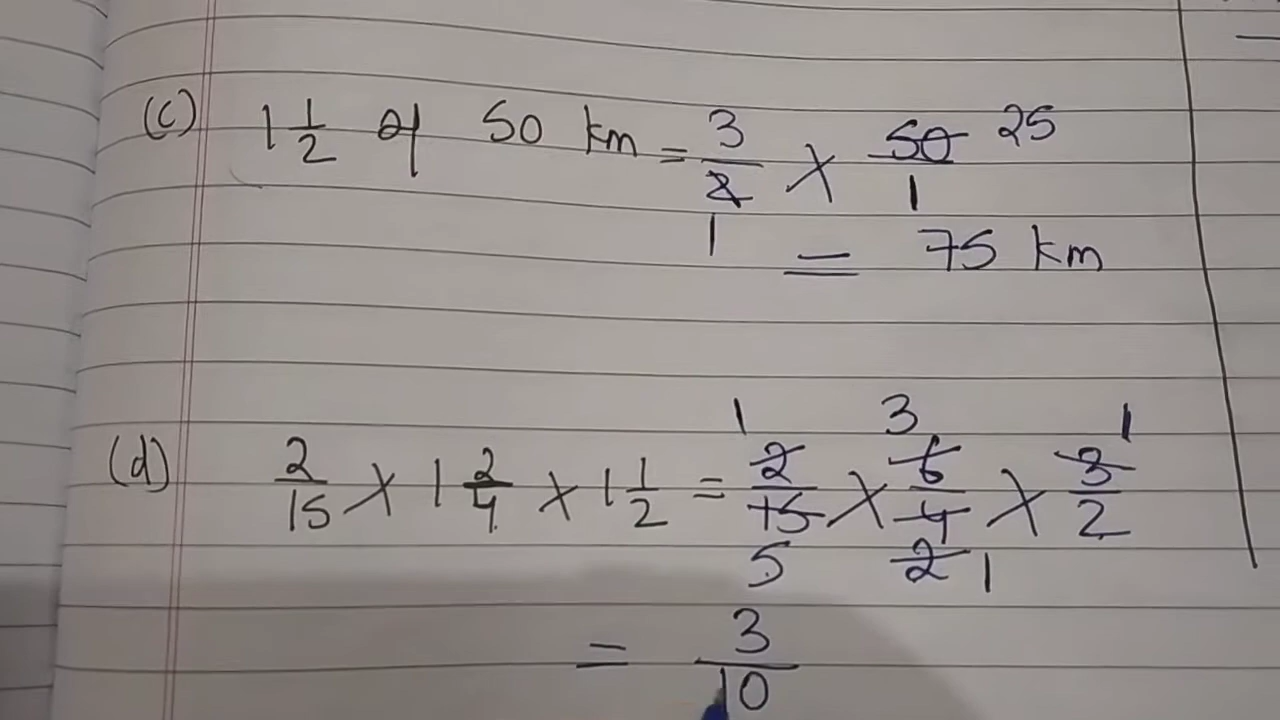 (c) 1 1/2 of 50 km = 3/2 1 × 50/1 25
= 75 km
(d) 2/15 × 1 2/4 × 1 1/2 = 1 2/15 5 × 3 6/4 2 1 × 1 3/2
= 3/10